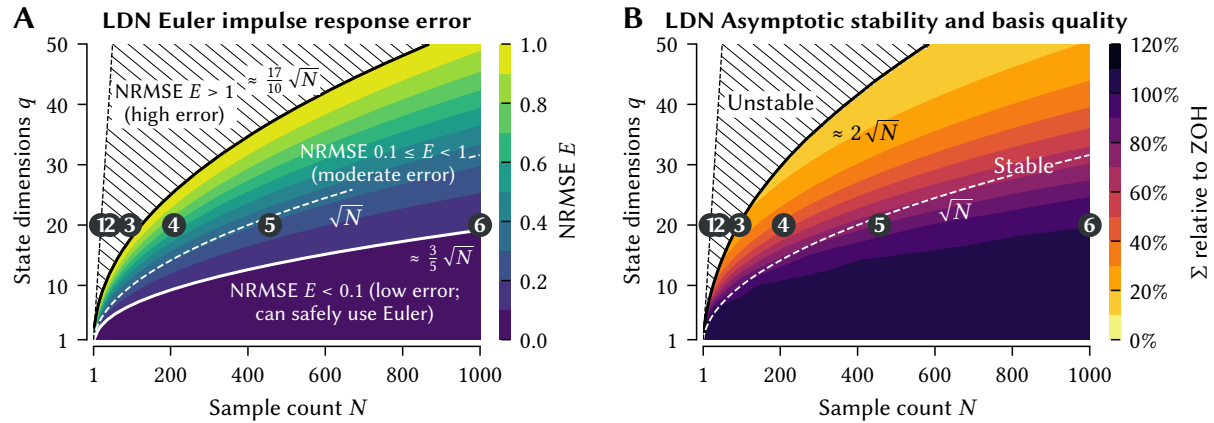 A LDN Euler impulse response error
State dimensions q
50
40
30
20
10
1
NRMSE E > 1
(high error)
≈ 17/10 √N
NRMSE 0.1 ≤ E < 1
(moderate error)
√N
≈ 3/5 √N
NRMSE E < 0.1 (low error;
can safely use Euler)
1 2 3 4 5 6
1 200 400 600 800 1000
Sample count N
1.0
0.8
0.6
0.4
0.2
0.0
NRMSE E
B LDN Asymptotic stability and basis quality
State dimensions q
50
40
30
20
10
1
Unstable
≈ 2 √N
Stable
√N
1 2 3 4 5 6
1 200 400 600 800 1000
Sample count N
120%
100%
80%
60%
40%
20%
0%
Σ relative to ZOH